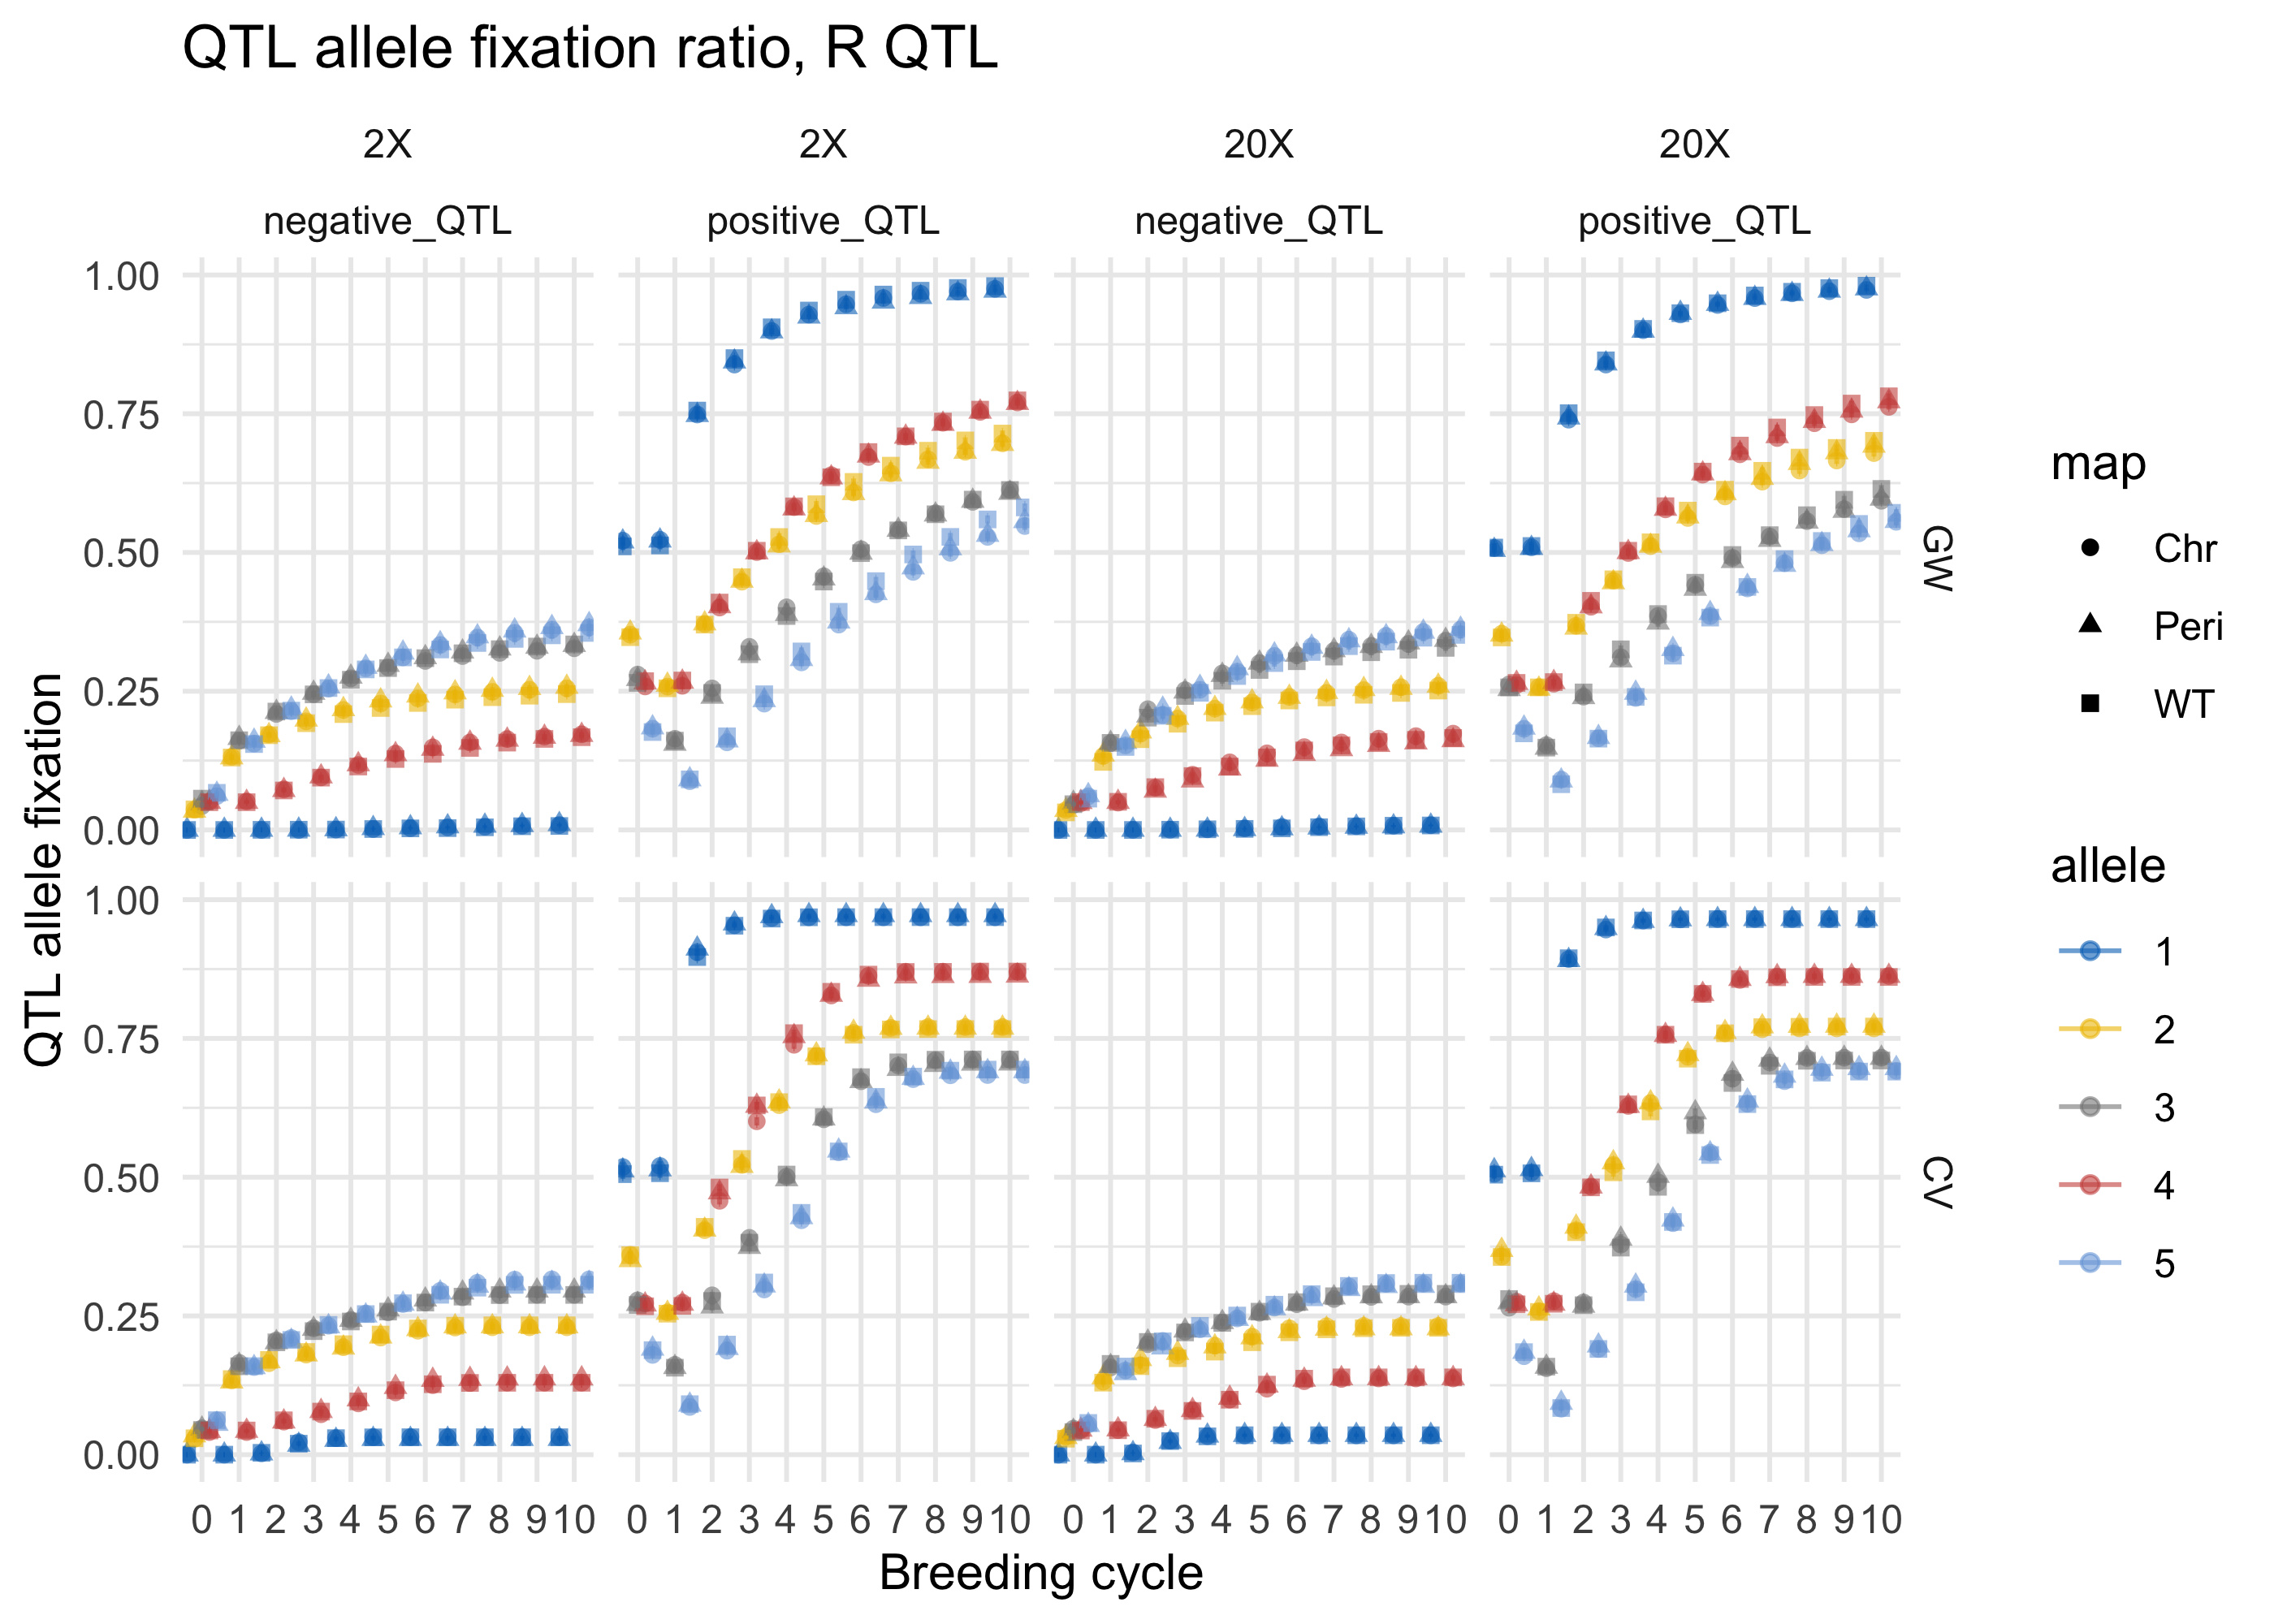 QTL allele fixation ratio, R QTL
2X 2X 20X 20X
negative_QTL positive_QTL negative_QTL positive_QTL
1.00
0.75
0.50
0.25
0.00
GW
1.00
0.75
0.50
0.25
0.00
CV
QTL allele fixation
0 1 2 3 4 5 6 7 8 9 10 0 1 2 3 4 5 6 7 8 9 10 0 1 2 3 4 5 6 7 8 9 10 0 1 2 3 4 5 6 7 8 9 10
Breeding cycle
map
Chr
Peri
WT
allele
1
2
3
4
5